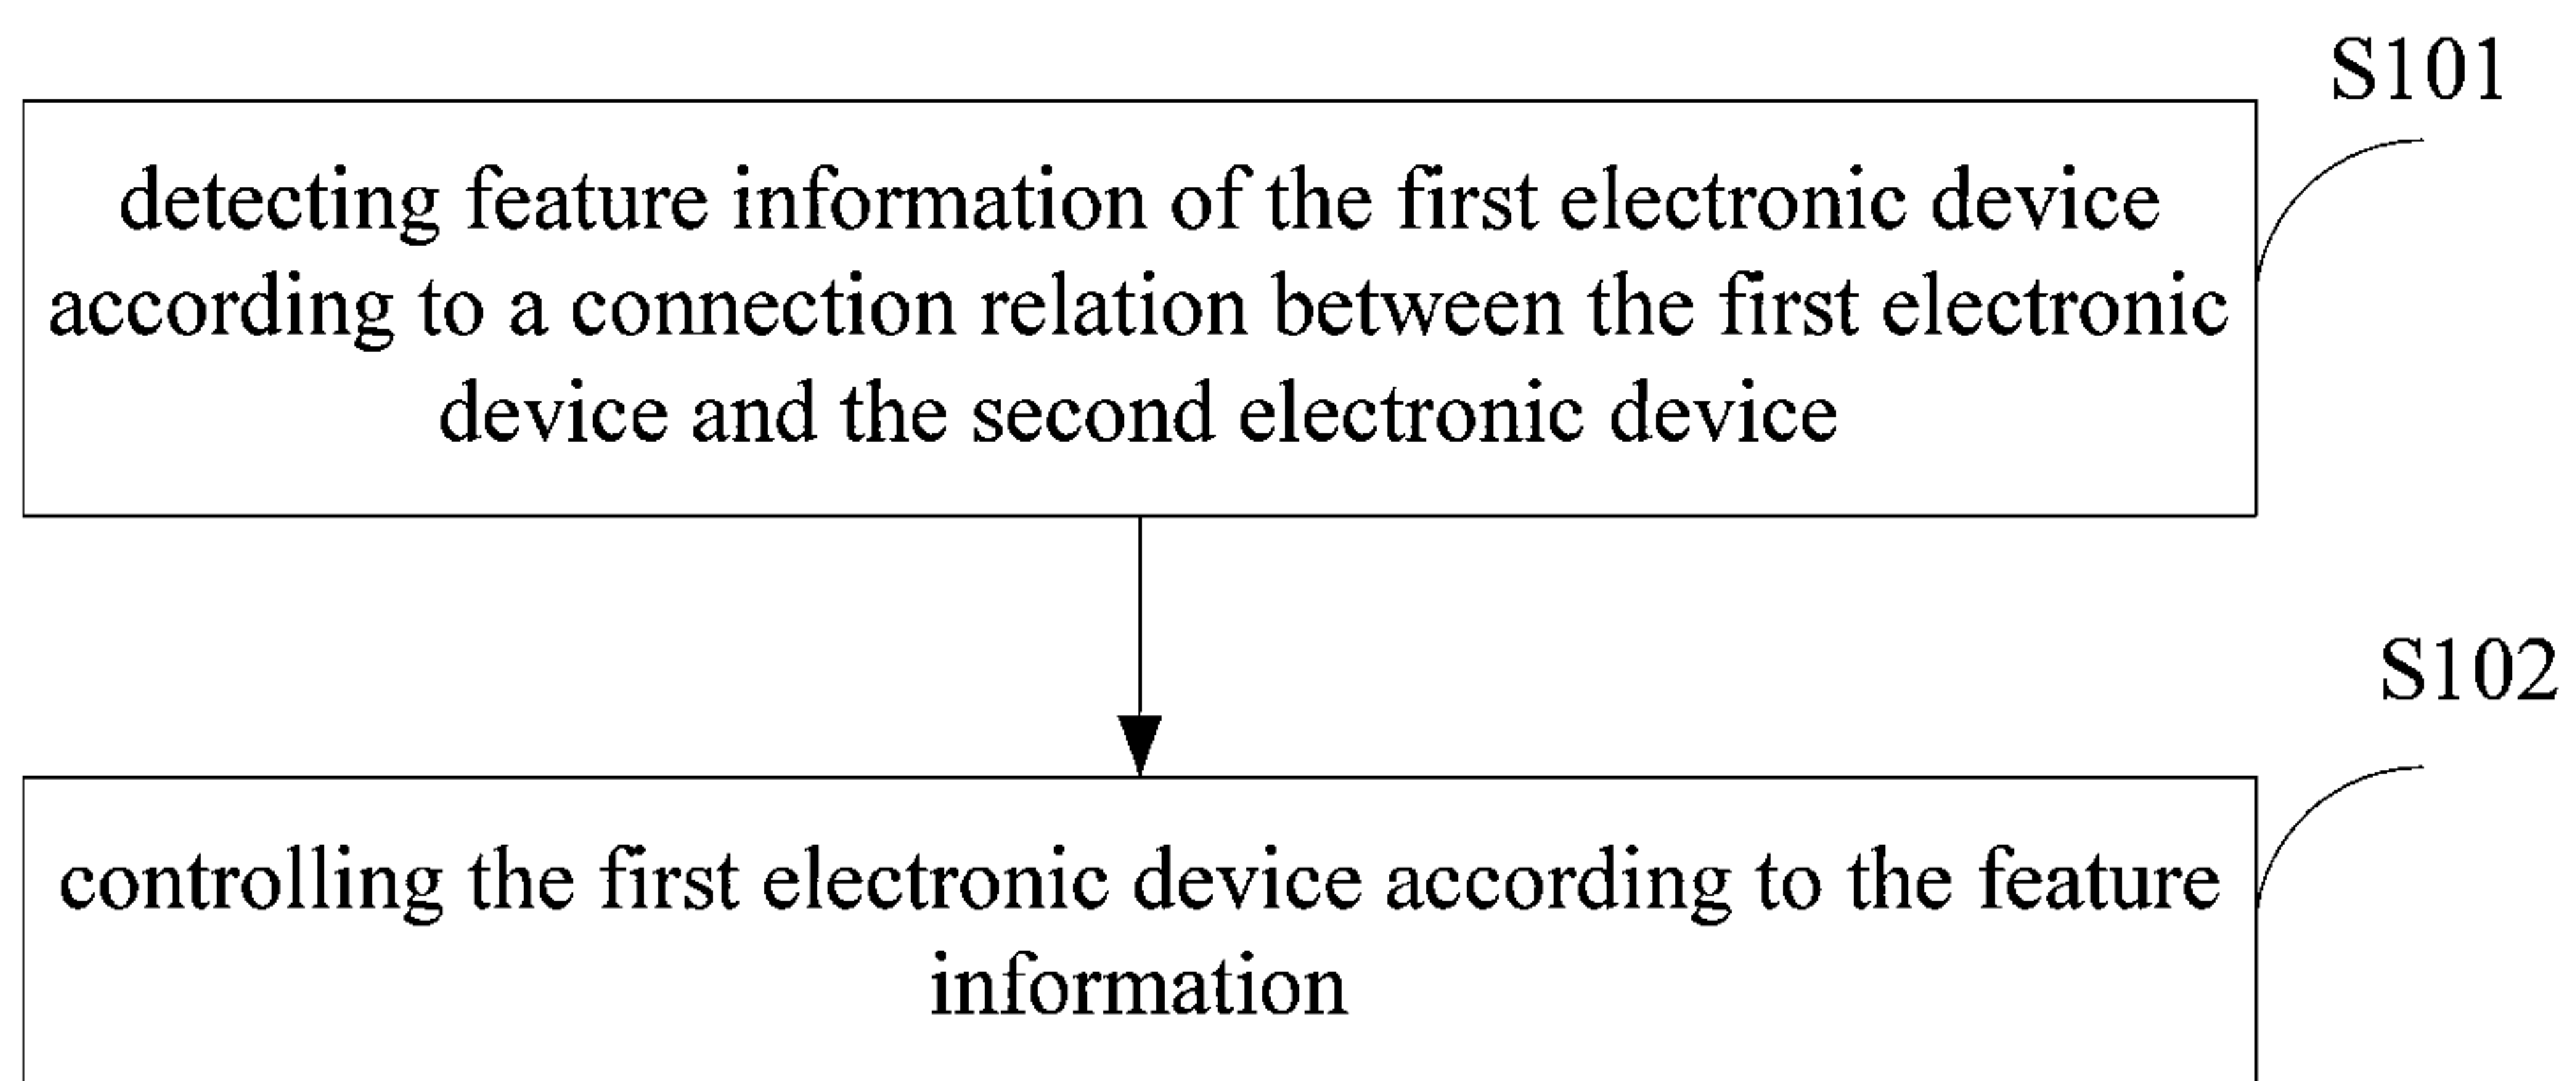 S101
detecting feature information of the first electronic device
according to a connection relation between the first electronic
device and the second electronic device
S102
controlling the first electronic device according to the feature
information